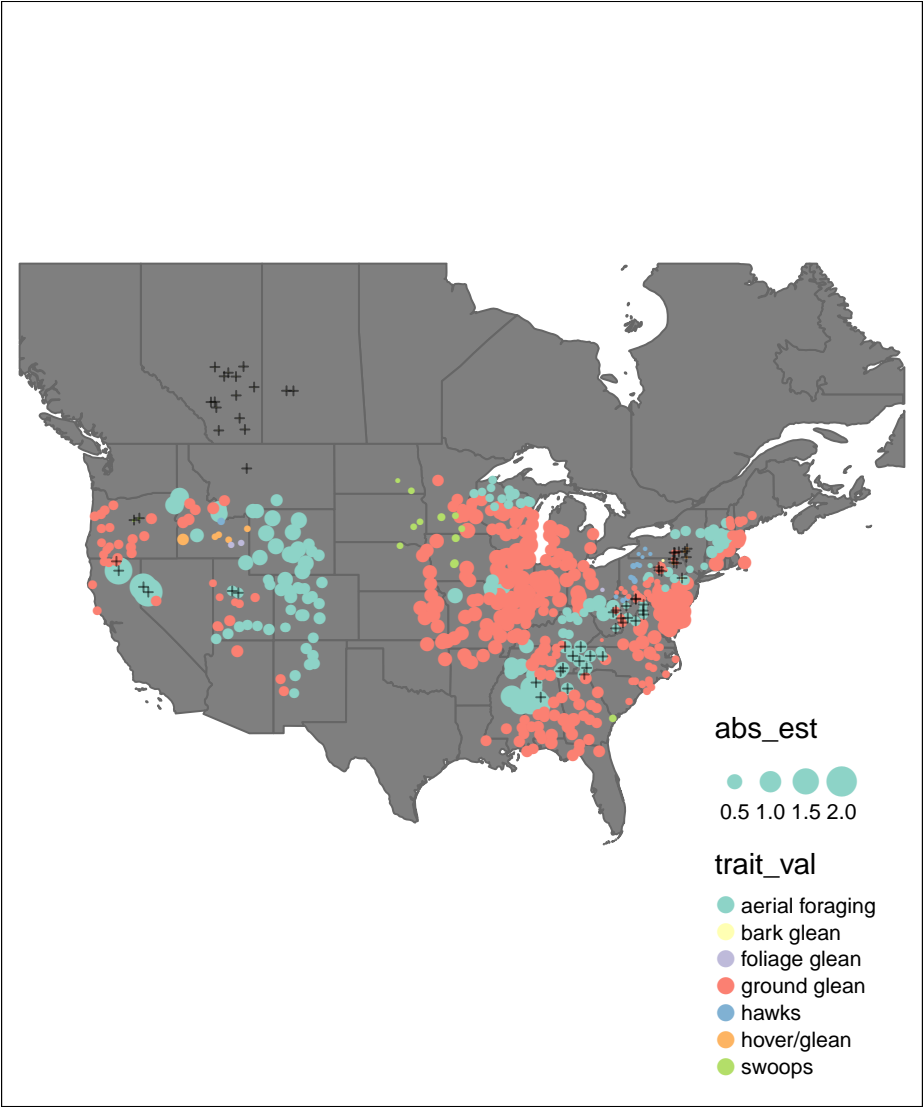 abs_est
0.5 1.0 1.5 2.0
trait_val
aerial foraging
bark glean
foliage glean
ground glean
hawks
hover/glean
swoops